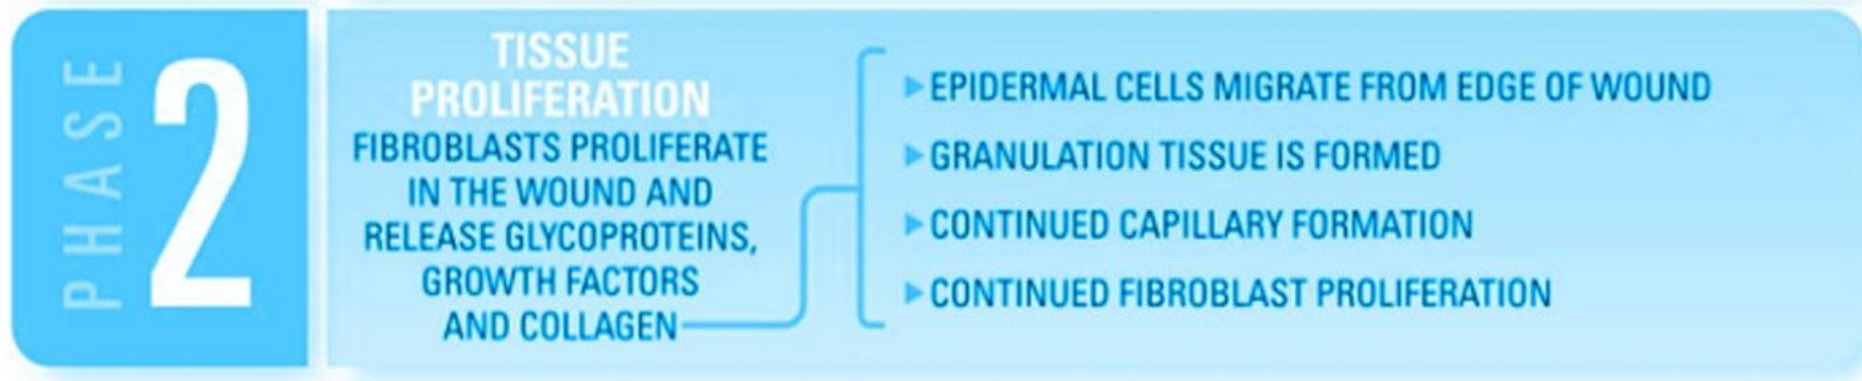 PHASE
2
TISSUE
PROLIFERATION
FIBROBLASTS PROLIFERATE
IN THE WOUND AND
RELEASE GLYCOPROTEINS,
GROWTH FACTORS
AND COLLAGEN
EPIDERMAL CELLS MIGRATE FROM EDGE OF WOUND
GRANULATION TISSUE IS FORMED
CONTINUED CAPILLARY FORMATION
CONTINUED FIBROBLAST PROLIFERATION